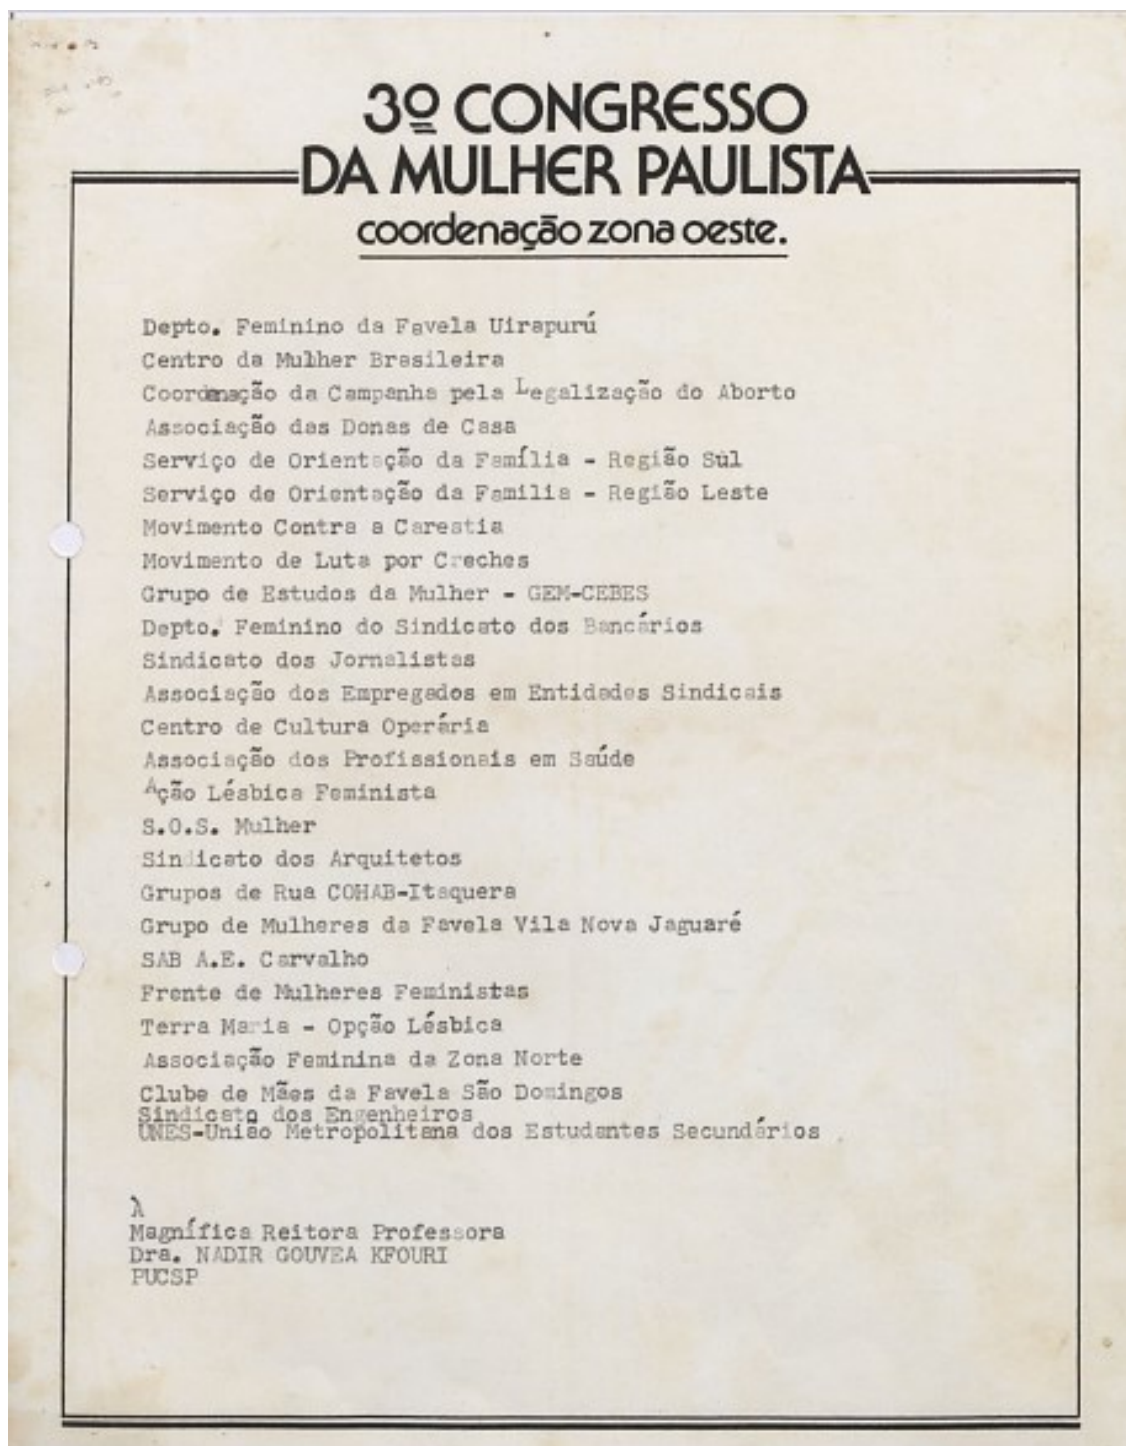 3º CONGRESSO
DA MULHER PAULISTA
coordenação zona oeste.
Depto. Feminino da Favela Uirapurú
Centro da Mulher Brasileira
Coordenação da Campanha pela Legalização do Aborto
Associação das Donas de Casa
Serviço de Orientação da Família - Região Sul
Serviço de Orientação da Familia - Região Leste
Movimento Contra a Carestia
Movimento de Luta por Creches
Grupo de Estudos da Mulher - GEM-CEBES
Depto. Feminino do Sindicato dos Bancários
Sindicato dos Jornalistas
Associação dos Empregados em Entidades Sindicais
Centro de Cultura Operária
Associação dos Profissionais em Saúde
Ação Lésbica Feminista
S.O.S. Mulher
Sindicato dos Arquitetos
Grupos de Rua COHAB-Itaquera
Grupo de Mulheres da Favela Vila Nova Jaguaré
SAB A.E. Carvalho
Frente de Mulheres Feministas
Terra Maria - Opção Lésbica
Associação Feminina da Zona Norte
Clube de Mães da Favela São Domingos
Sindicato dos Engenheiros
UNES-União Metropolitana dos Estudantes Secundários
À
Magnífica Reitora Professora
Dra. NADIR GOUVEA KFOURI
PUCSP